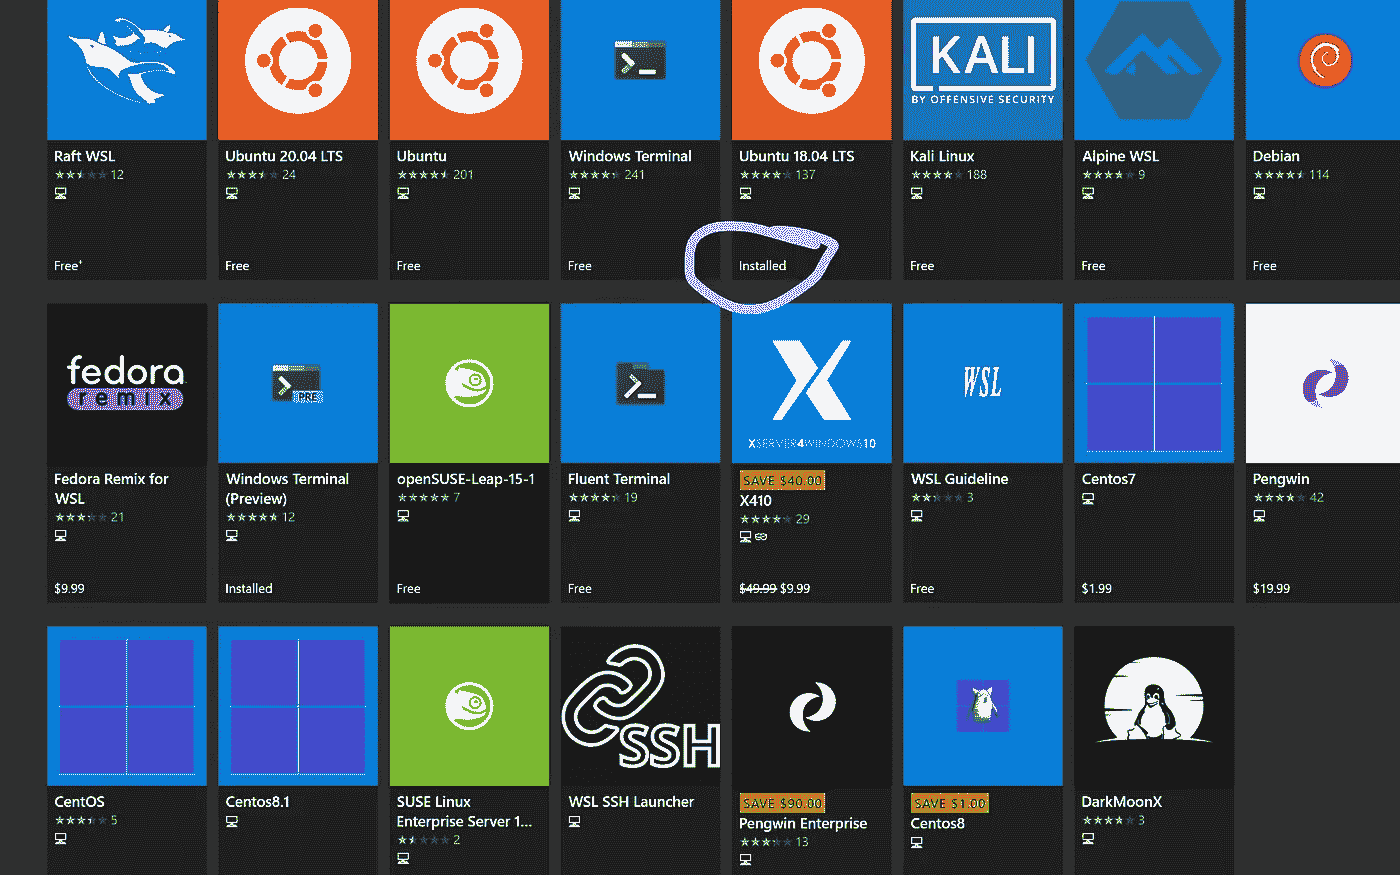 KALI
BY OFFENSIVE SECURITY
Raft WSL
12
Free+
Ubuntu 20.04 LTS
24
Free
Ubuntu
201
Free
Windows Terminal
241
Free
Ubuntu 18.04 LTS
137
Installed
Kali Linux
188
Free
Alpine WSL
9
Free
Debian
114
Free
fedora
remix
Fedora Remix for
WSL
21
$9.99
PRE
Windows Terminal
(Preview)
12
Installed
openSUSE-Leap-15-1
7
Free
Fluent Terminal
19
Free
XSERVER4WINDOWS10
SAVE $40.00
X410
29
$49.99 $9.99
WSL
WSL Guideline
3
Free
Centos7
$1.99
Pengwin
42
$19.99
CentOS
5
Centos8.1
SUSE Linux
Enterprise Server 1...
2
SSH
WSL SSH Launcher
SAVE $90.00
Pengwin Enterprise
13
SAVE $1.00
Centos8
DarkMoonX
3